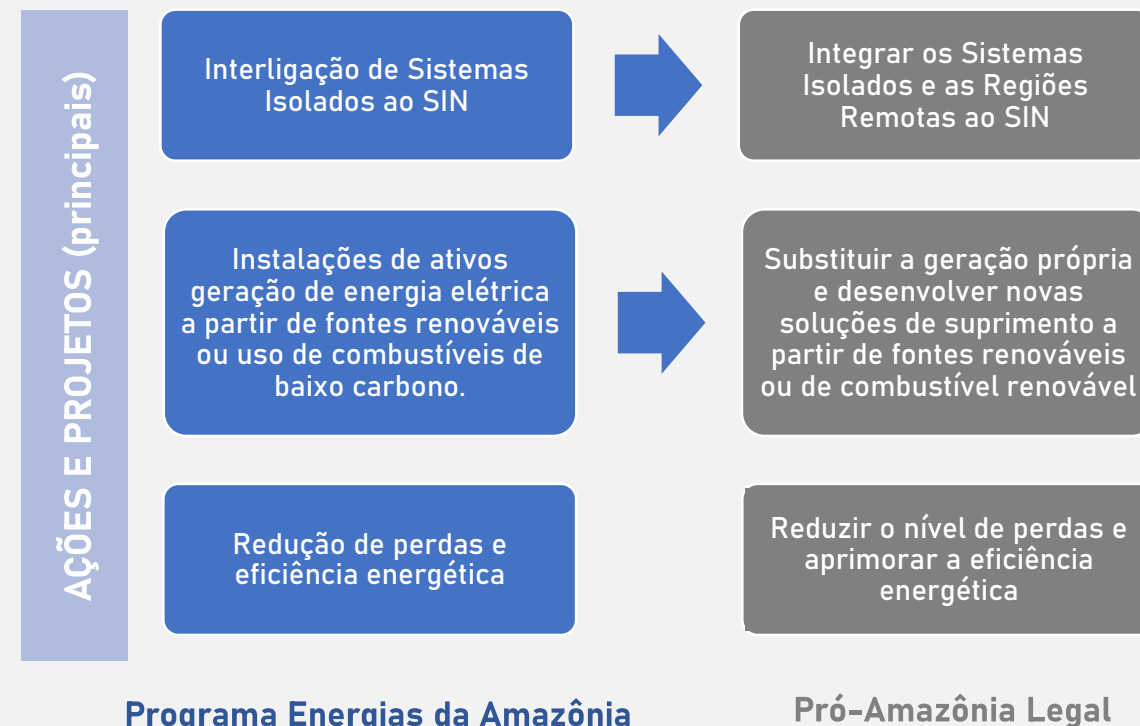 AÇÕES E PROJETOS (principais)
Interligação de Sistemas
Isolados ao SIN
Integrar os Sistemas
Isolados e as Regiões
Remotas ao SIN
Instalações de ativos
geração de energia elétrica
a partir de fontes renováveis
ou uso de combustíveis de
baixo carbono.
Substituir a geração própria
e desenvolver novas
soluções de suprimento a
partir de fontes renováveis
ou de combustível renovável
Redução de perdas e
eficiência energética
Reduzir o nível de perdas e
aprimorar a eficiência
energética
Programa Energias da Amazônia
Pró-Amazônia Legal